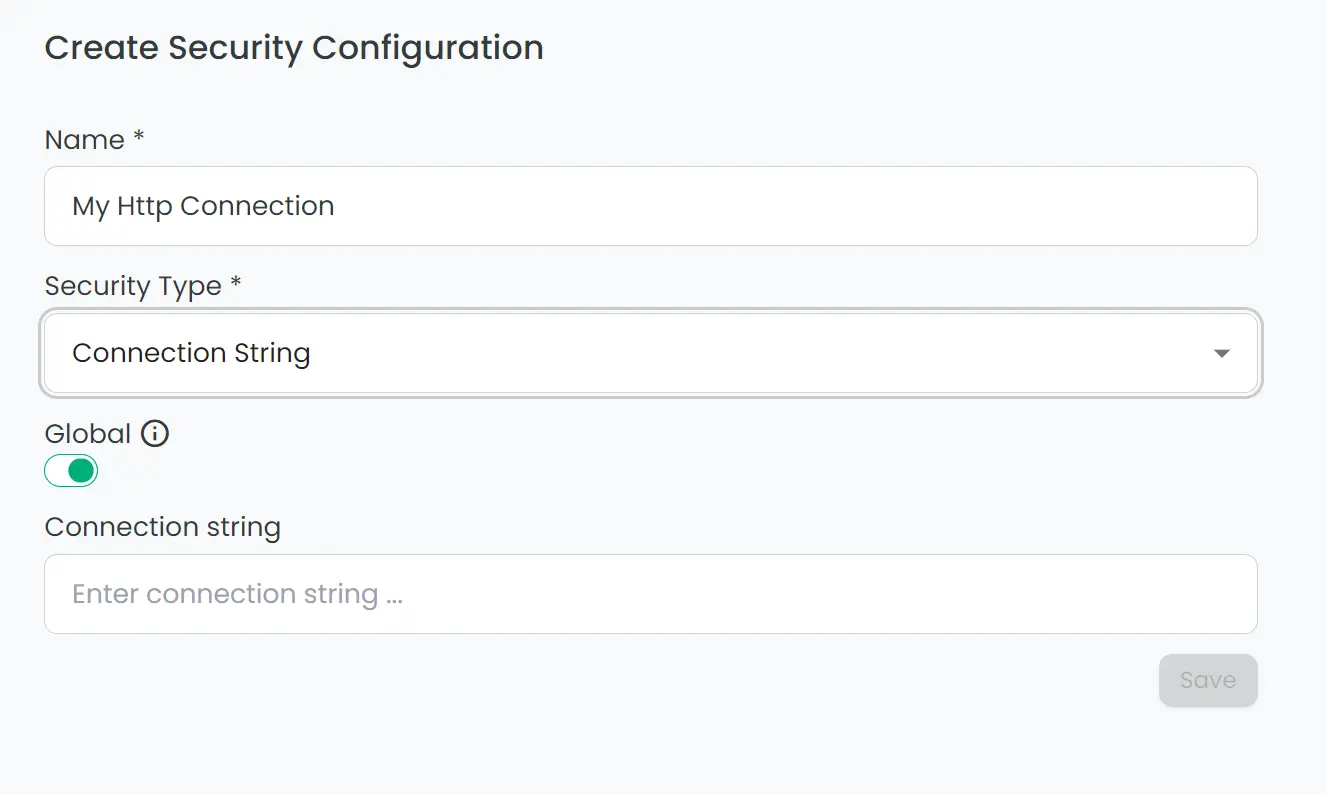 Create Security Configuration
Name *
My Http Connection
Security Type *
Connection String
Global
Connection string
Enter connection string ...
Save